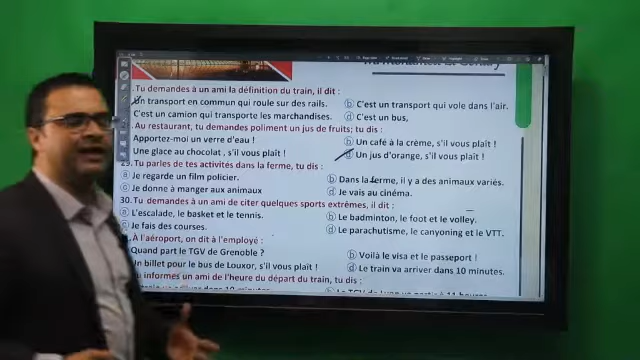 Tu demandes à un ami la définition du train, il dit :
Un transport en commun qui roule sur des rails.
b C'est un transport qui vole dans l'air.
C'est un camion qui transporte les marchandises.
d C'est un bus,
Au restaurant, tu demandes poliment un jus de fruits; tu dis :
Apportez-moi un verre d'eau !
b Un café à la crème, s'il vous plaît !
Une glace au chocolat , s'il vous plaît !
Un jus d'orange, s'il vous plaît !
29. Tu parles de tes activités dans la ferme, tu dis :
a Je regarde un film policier.
b Dans la ferme, il y a des animaux variés.
c Je donne à manger aux animaux
d Je vais au cinéma.
30. Tu demandes à un ami de citer quelques sports extrêmes, il dit :
a L'escalade, le basket et le tennis.
b Le badminton, le foot et le volley.
c Je fais des courses.
d Le parachutisme, le canyoning et le VTT.
À l'aéroport, on dit à l'employé :
Quand part le TGV de Grenoble ?
b Voilà le visa et le passeport !
Un billet pour le bus de Louxor, s'il vous plaît !
d Le train va arriver dans 10 minutes.
Tu informes un ami de l'heure du départ du train, tu dis :